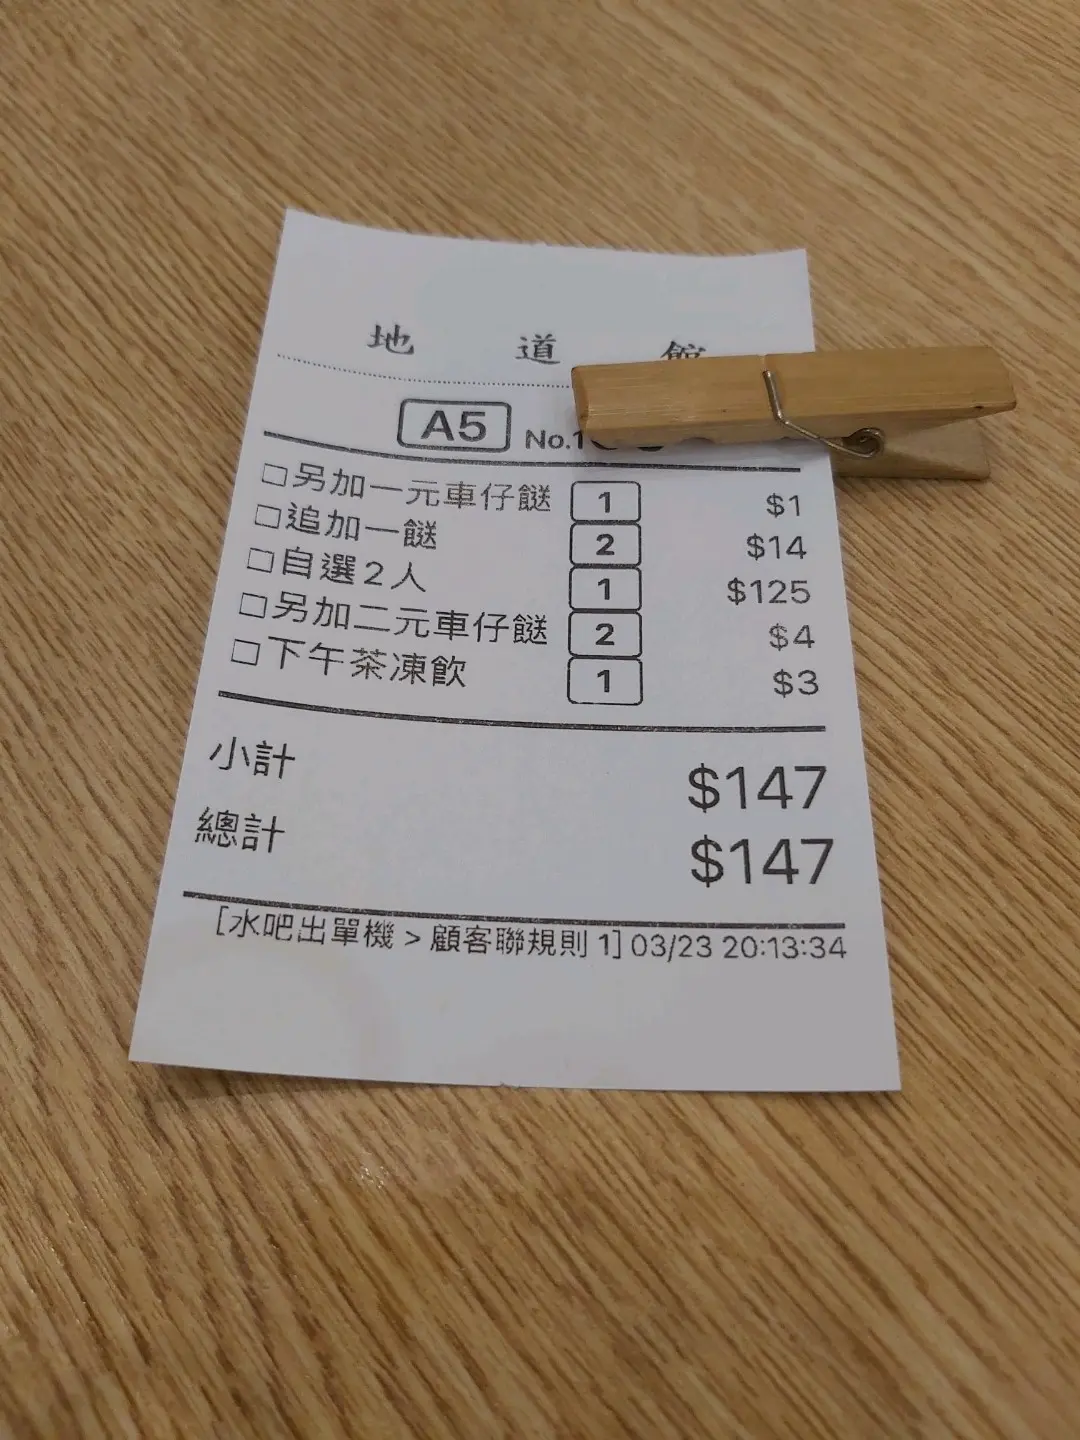 地道館
A5 No.1
□另加一元車仔餸 1 $1
□追加一餸 2 $14
□自選2人 1 $125
□另加二元車仔餸 2 $4
□下午茶凍飲 1 $3
小計 $147
總計 $147
[水吧出單機 > 顧客聯規則 1] 03/23 20:13:34